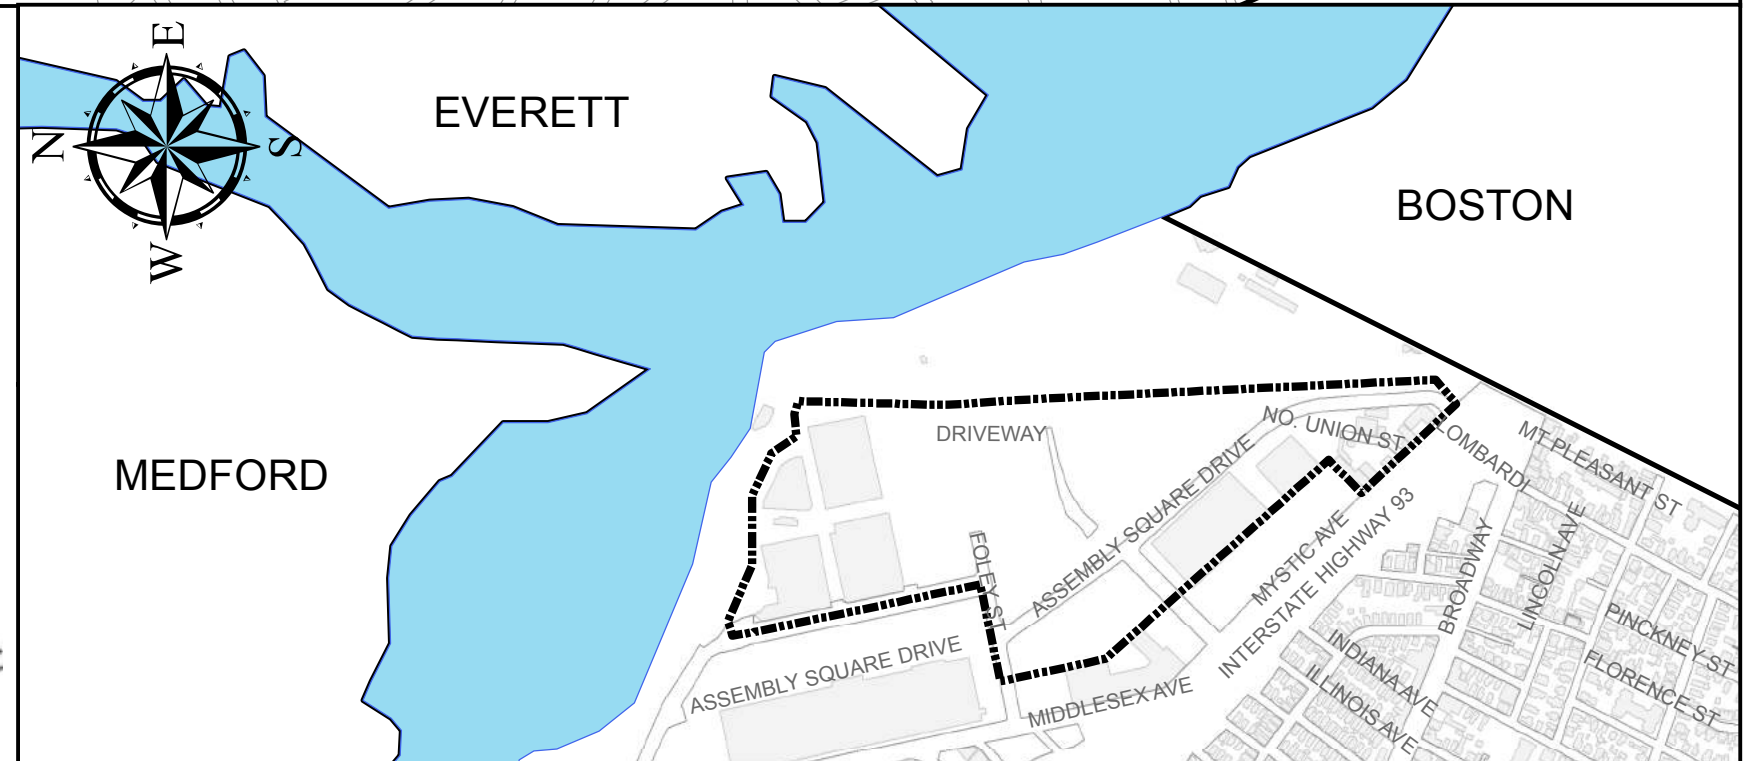 E
N
S
W
EVERETT
BOSTON
MEDFORD
DRIVEWAY
NO. UNION ST
LOMBARDI
MT PLEASANT ST
ASSEMBLY SQUARE DRIVE
FOLEY ST
MYSTIC AVE
INTERSTATE HIGHWAY 93
BROADWAY
LINCOLN AVE
PINCKNEY ST
FLORENCE ST
INDIANA AVE
ILLINOIS AVE
ASSEMBLY SQUARE DRIVE
MIDDLESEX AVE